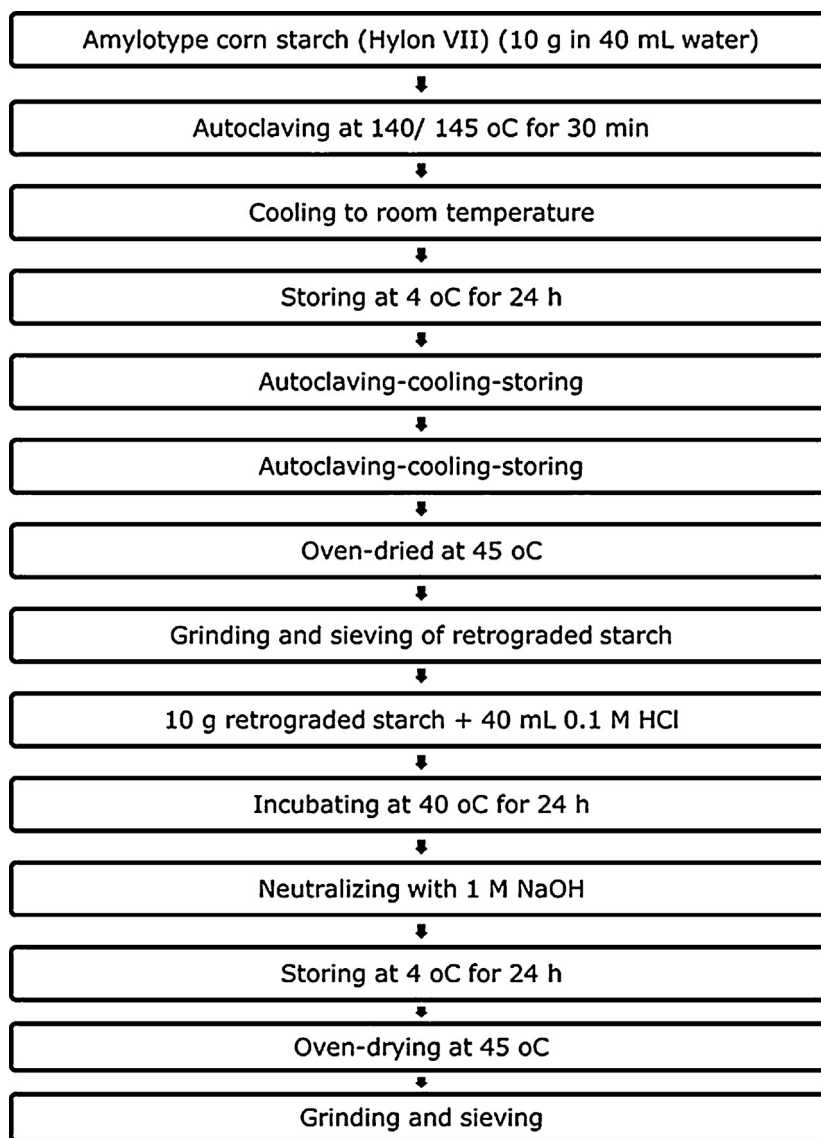 Amylotype corn starch (Hylon VII) (10 g in 40 mL water)
Autoclaving at 140/ 145 oC for 30 min
Cooling to room temperature
Storing at 4 oC for 24 h
Autoclaving-cooling-storing
Autoclaving-cooling-storing
Oven-dried at 45 oC
Grinding and sieving of retrograded starch
10 g retrograded starch + 40 mL 0.1 M HCl
Incubating at 40 oC for 24 h
Neutralizing with 1 M NaOH
Storing at 4 oC for 24 h
Oven-drying at 45 oC
Grinding and sieving